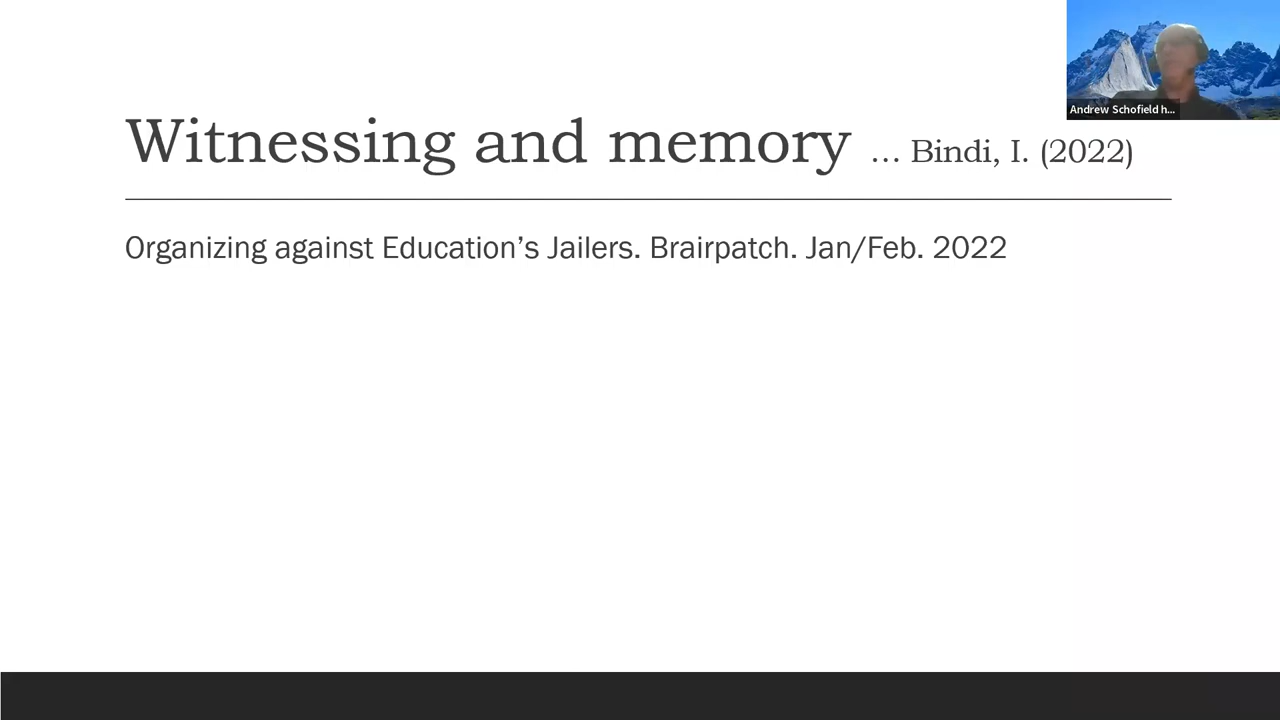 Andrew Schofield h...
Witnessing and memory ... Bindi, I. (2022)
Organizing against Education’s Jailers. Brairpatch. Jan/Feb. 2022